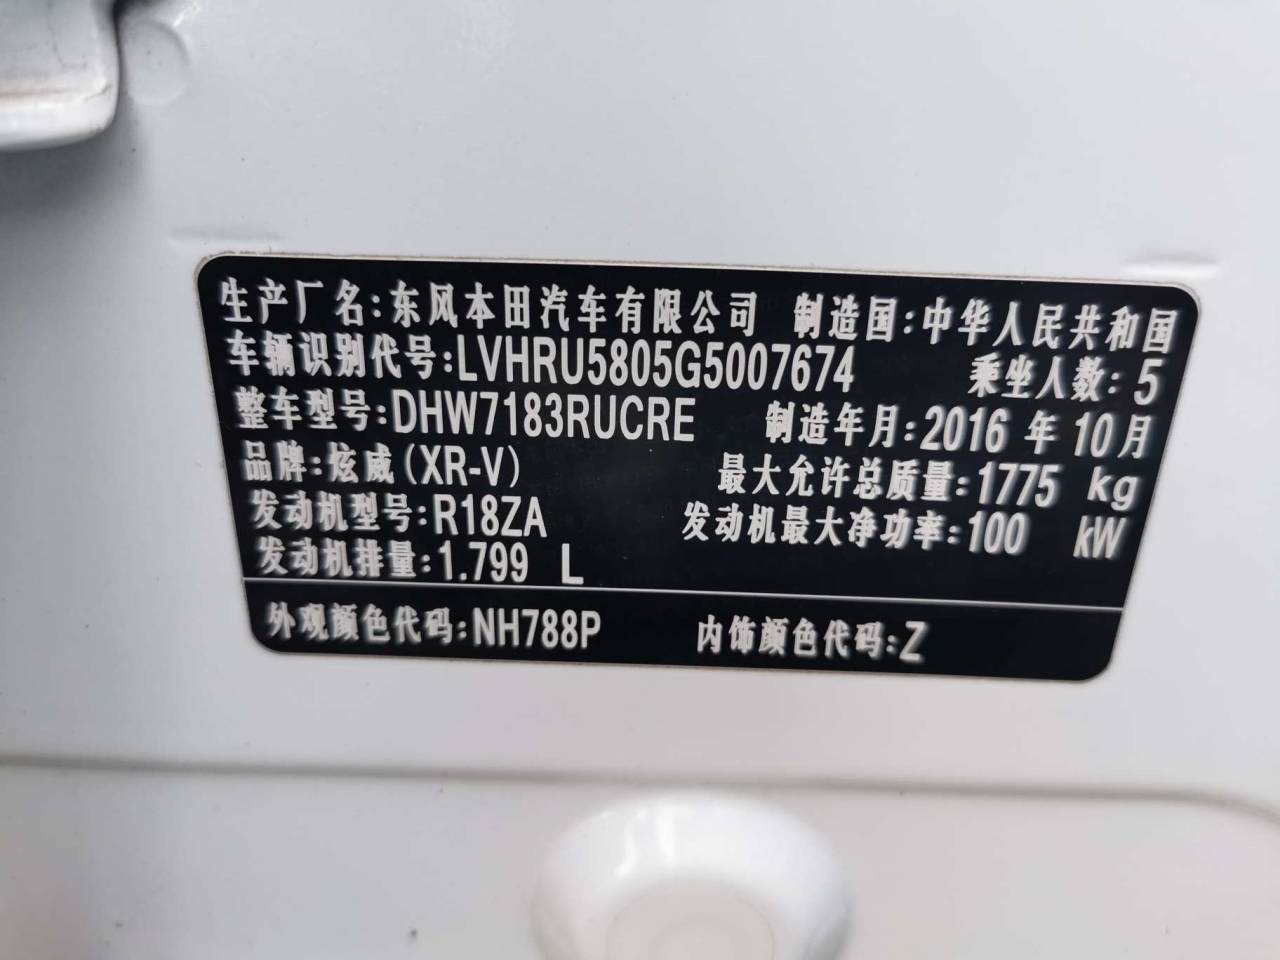 生产厂名:东风本田汽车有限公司 制造国:中华人民共和国
车辆识别代号:LVHRU5805G5007674 乘坐人数:5
整车型号:DHW7183RUCRE 制造年月:2016 年 10月
品牌:炫威(XR-V) 最大允许总质量:1775 kg
发动机型号:R18ZA 发动机最大净功率:100 kW
发动机排量:1.799 L
外观颜色代码:NH788P 内饰颜色代码:Z